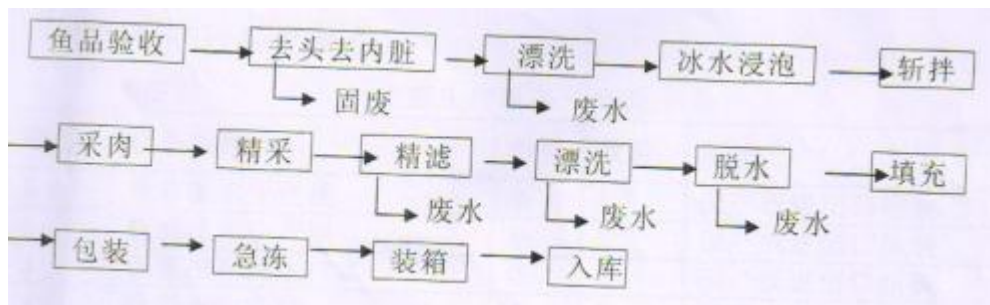 鱼品验收 去头去内脏 漂洗 冰水浸泡 斩拌
固废 废水
采肉 精采 精滤 漂洗 脱水 填充
废水 废水 废水
包装 急冻 装箱 入库